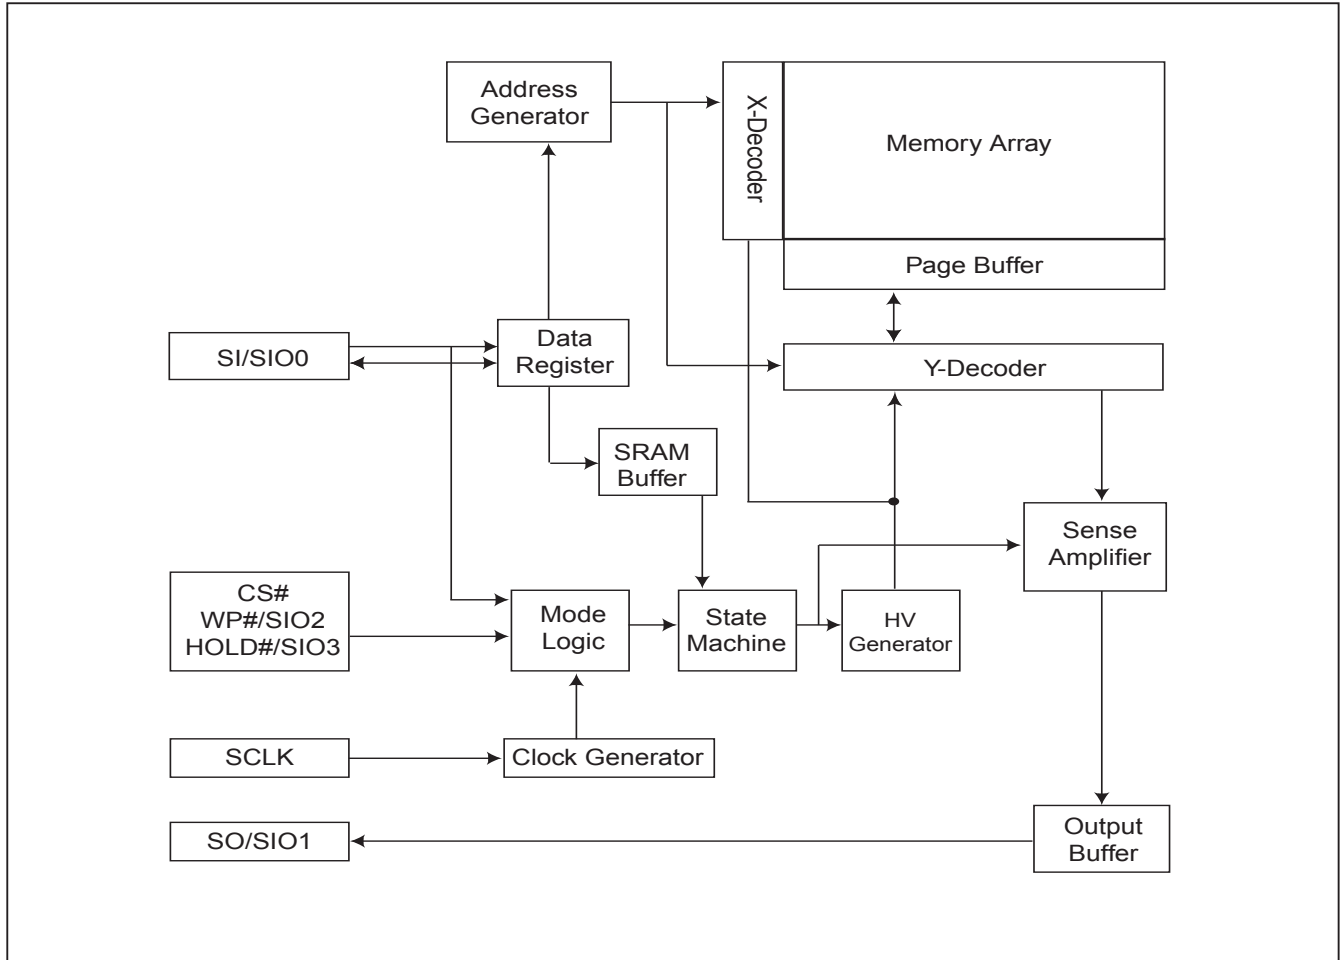 Address
Generator
X-Decoder
Memory Array
Page Buffer
SI/SIO0
Data
Register
Y-Decoder
SRAM
Buffer
Sense
Amplifier
CS#
WP#/SIO2
HOLD#/SIO3
Mode
Logic
State
Machine
HV
Generator
SCLK
Clock Generator
SO/SIO1
Output
Buffer